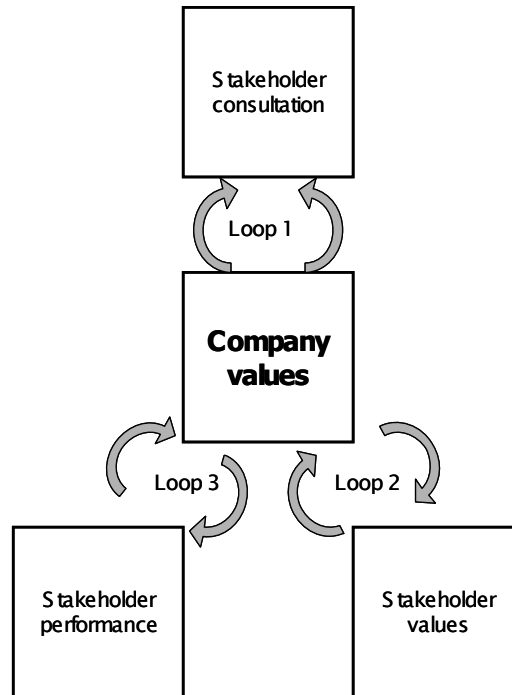 Stakeholder
consultation
Loop 1
Company
values
Loop 3
Loop 2
Stakeholder
performance
Stakeholder
values